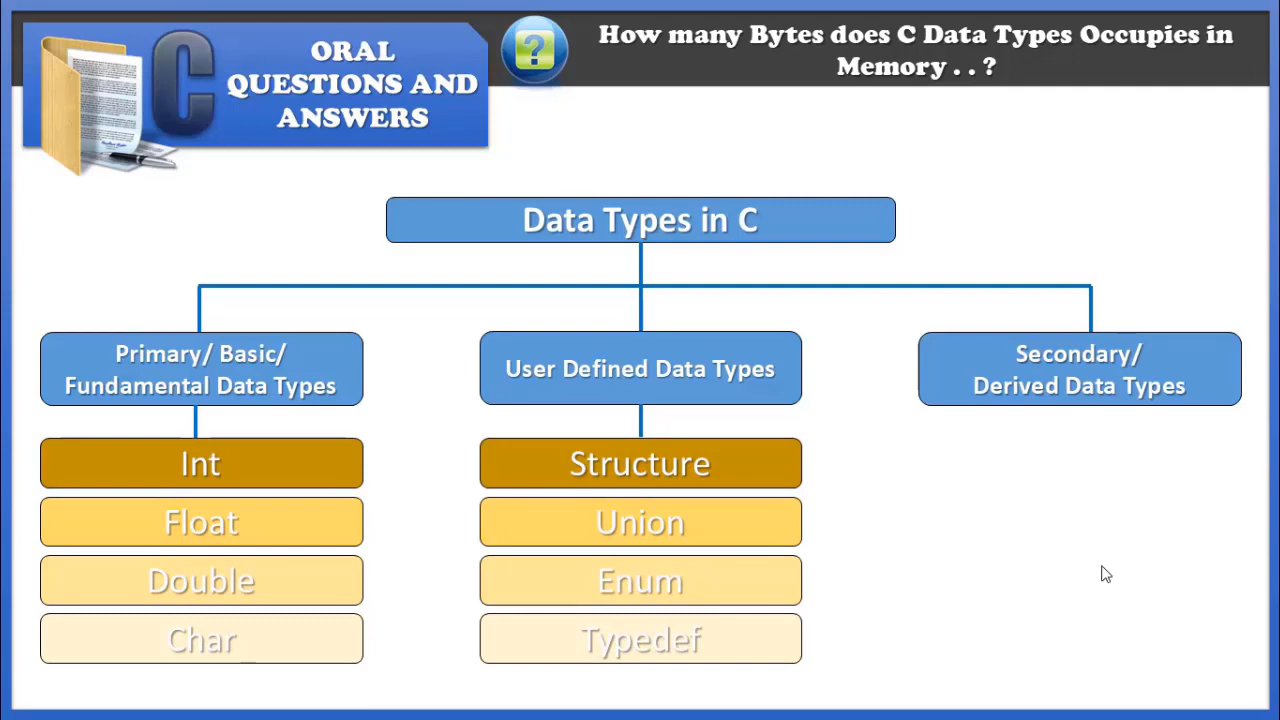 C
ORAL
QUESTIONS AND
ANSWERS
How many Bytes does C Data Types Occupies in
Memory . . ?
Data Types in C
Primary/ Basic/
Fundamental Data Types
User Defined Data Types
Secondary/
Derived Data Types
Int
Structure
Float
Union
Double
Enum
Char
Typedef